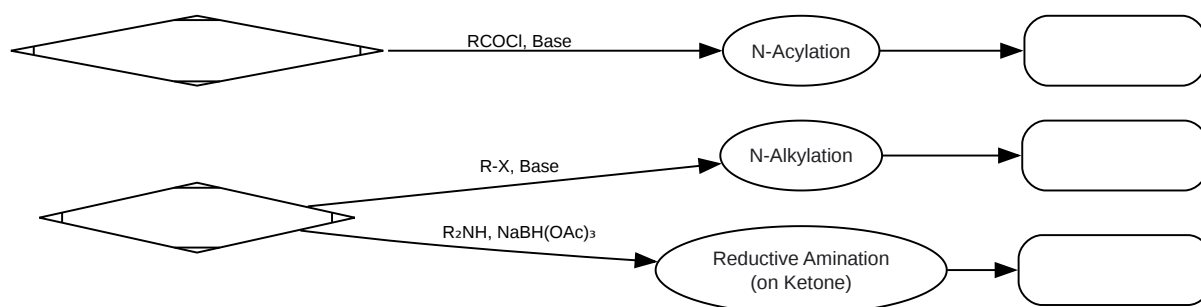 RCOCl, Base
N-Acylation
R-X, Base
N-Alkylation
R₂NH, NaBH(OAc)₃
Reductive Amination
(on Ketone)